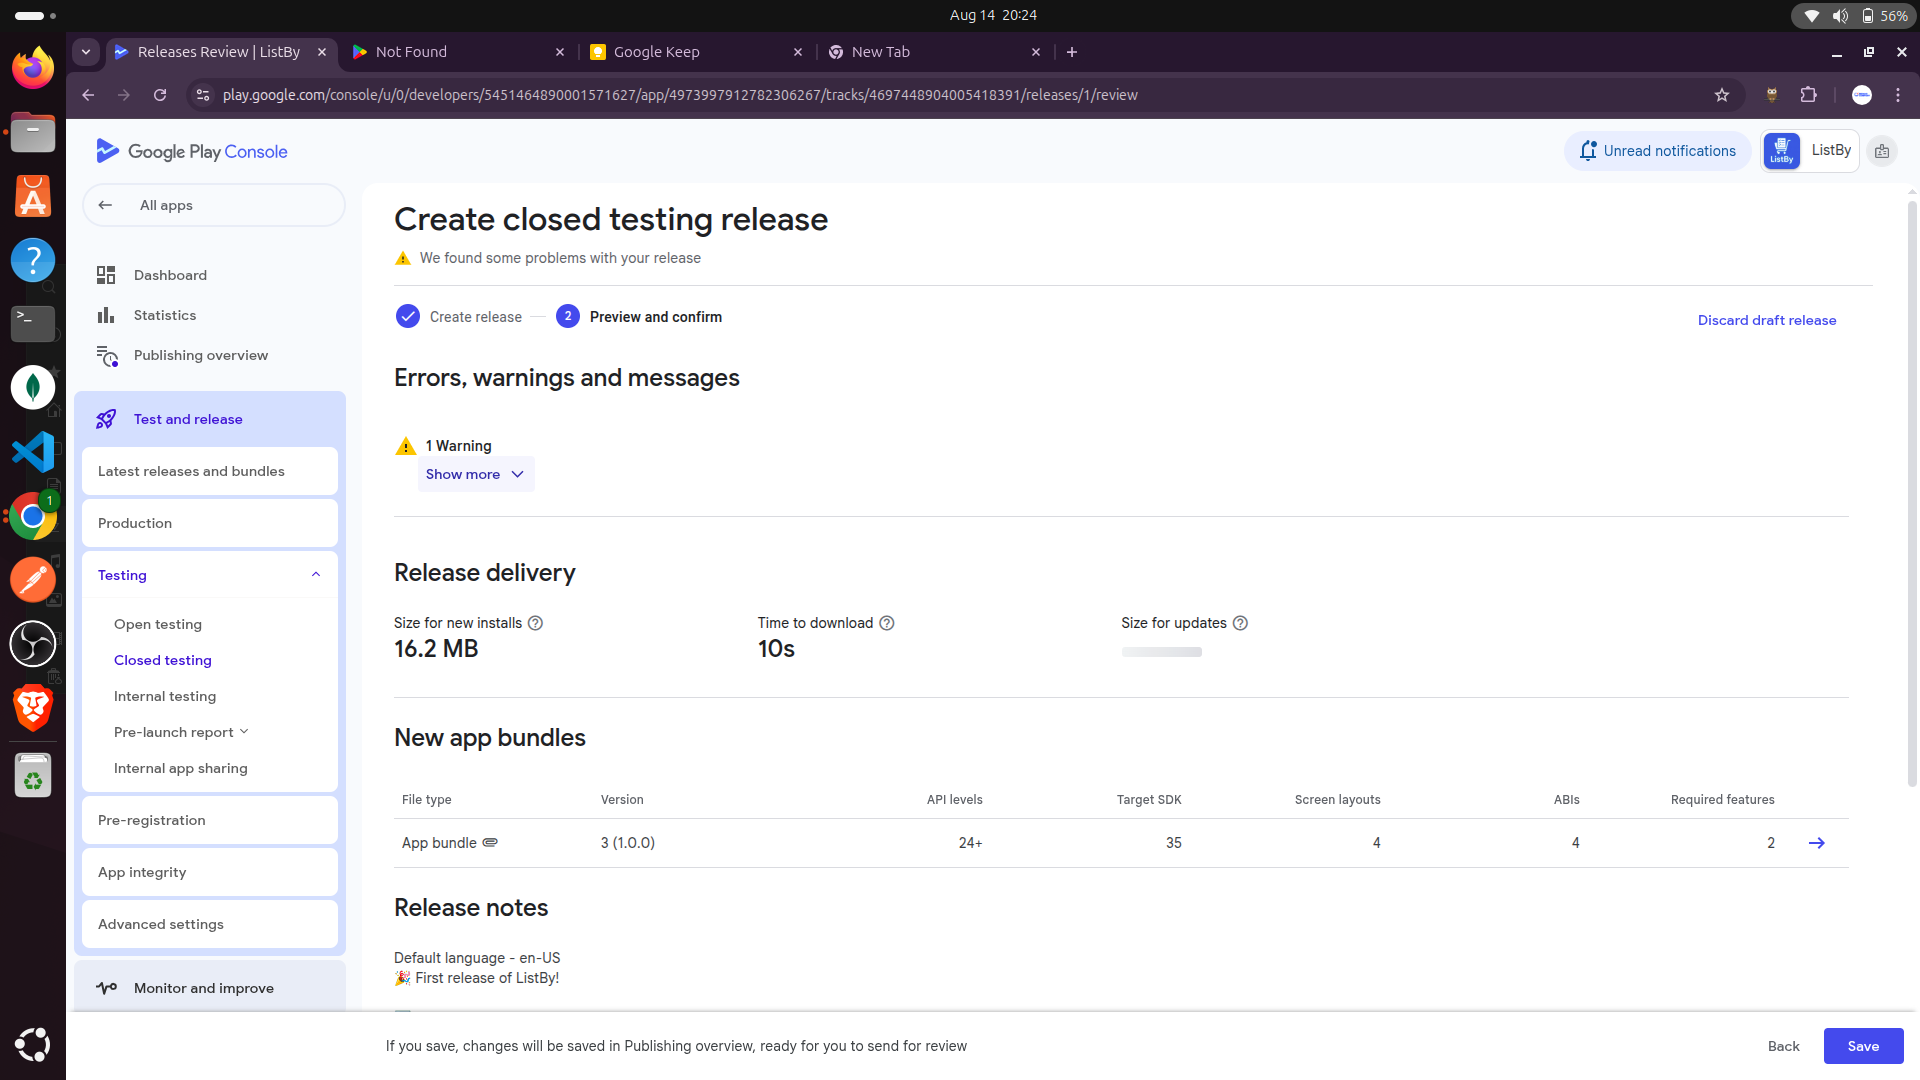 Aug 14 20:24
56%
Releases Review | ListBy
Not Found
Google Keep
New Tab
play.google.com/console/u/0/developers/5451464890001571627/app/4973997912782306267/tracks/4697448904005418391/releases/1/review
Google Play Console
Unread notifications
ListBy
ListBy
All apps
Dashboard
Statistics
Publishing overview
Test and release
Latest releases and bundles
Production
Testing
Open testing
Closed testing
Internal testing
Pre-launch report
Internal app sharing
Pre-registration
App integrity
Advanced settings
Monitor and improve
1
Create closed testing release
We found some problems with your release
Create release
2
Preview and confirm
Discard draft release
Errors, warnings and messages
1 Warning
Show more
Release delivery
Size for new installs
16.2 MB
Time to download
10s
Size for updates
New app bundles
File type Version API levels Target SDK Screen layouts ABIs Required features
App bundle 3 (1.0.0) 24+ 35 4 4 2
Release notes
Default language - en-US
🎉 First release of ListBy!
If you save, changes will be saved in Publishing overview, ready for you to send for review
Back
Save